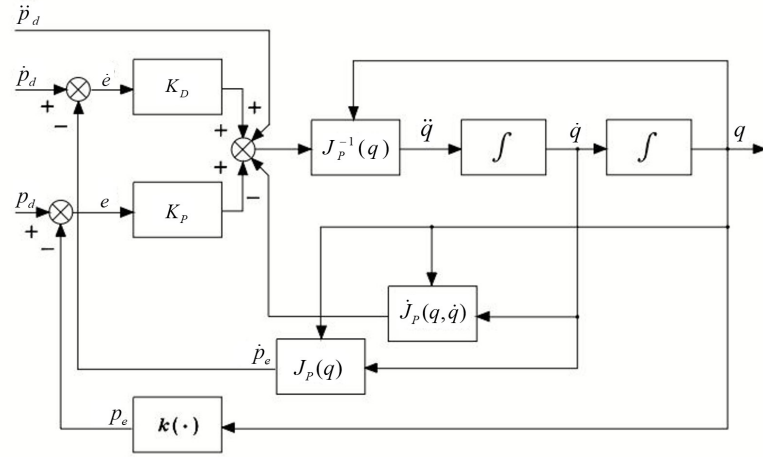 p̈_d
ṗ_d
ė
K_D
+
−
+
+
J_P^{-1}(q)
q̈
∫
q̇
∫
q
p_d
e
K_P
+
−
+
−
J̇_P(q,q̇)
ṗ_e
J_P(q)
p_e
k(·)